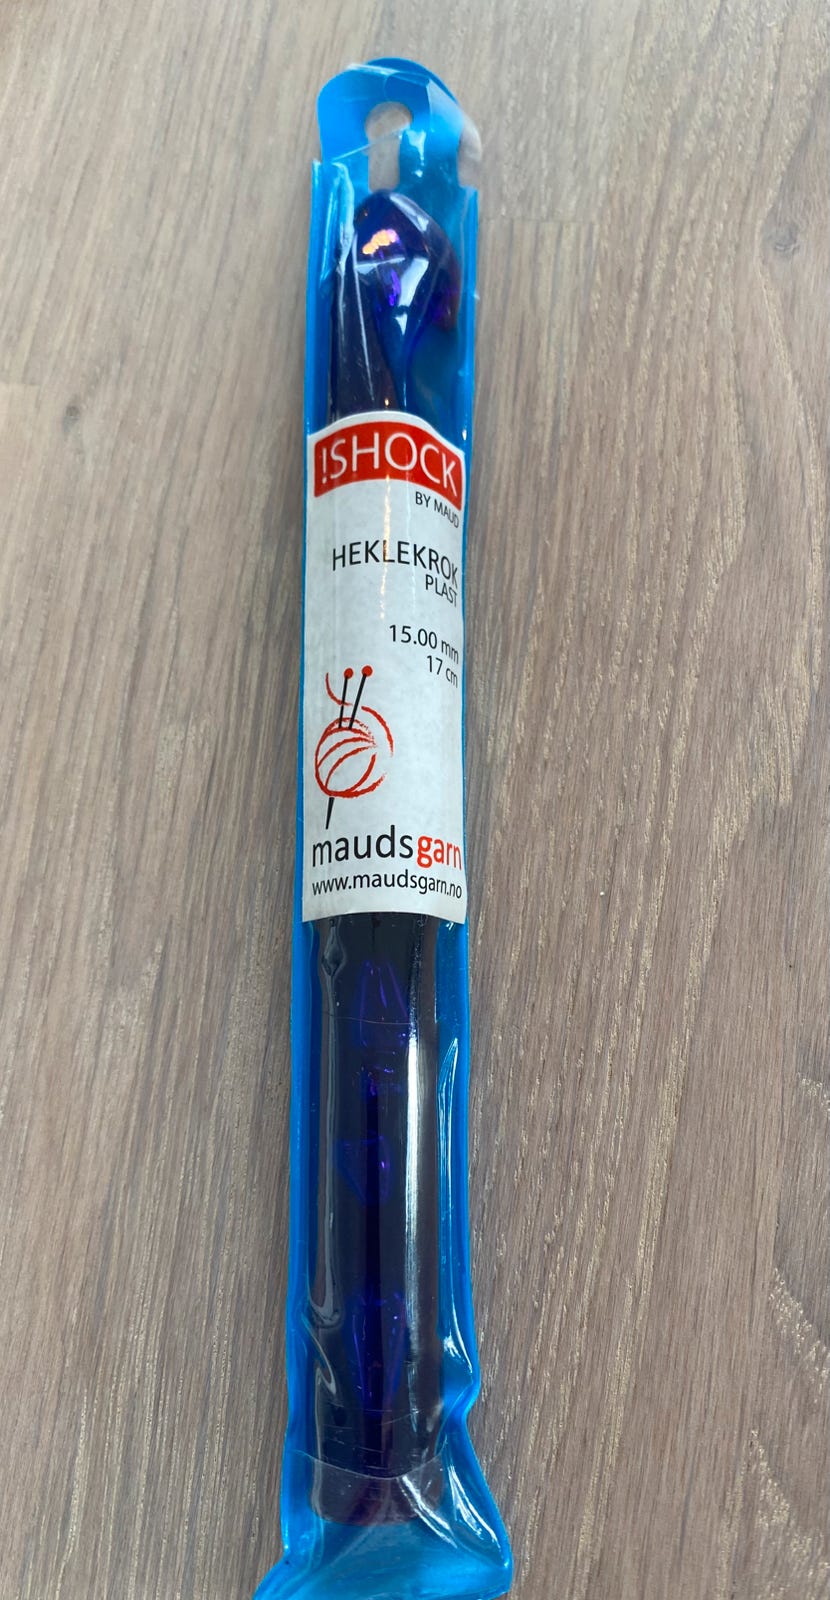 !SHOCK
BY MAUD
HEKLEKROK
PLAST
15.00 mm
17 cm
maudsgarn
www.maudsgarn.no